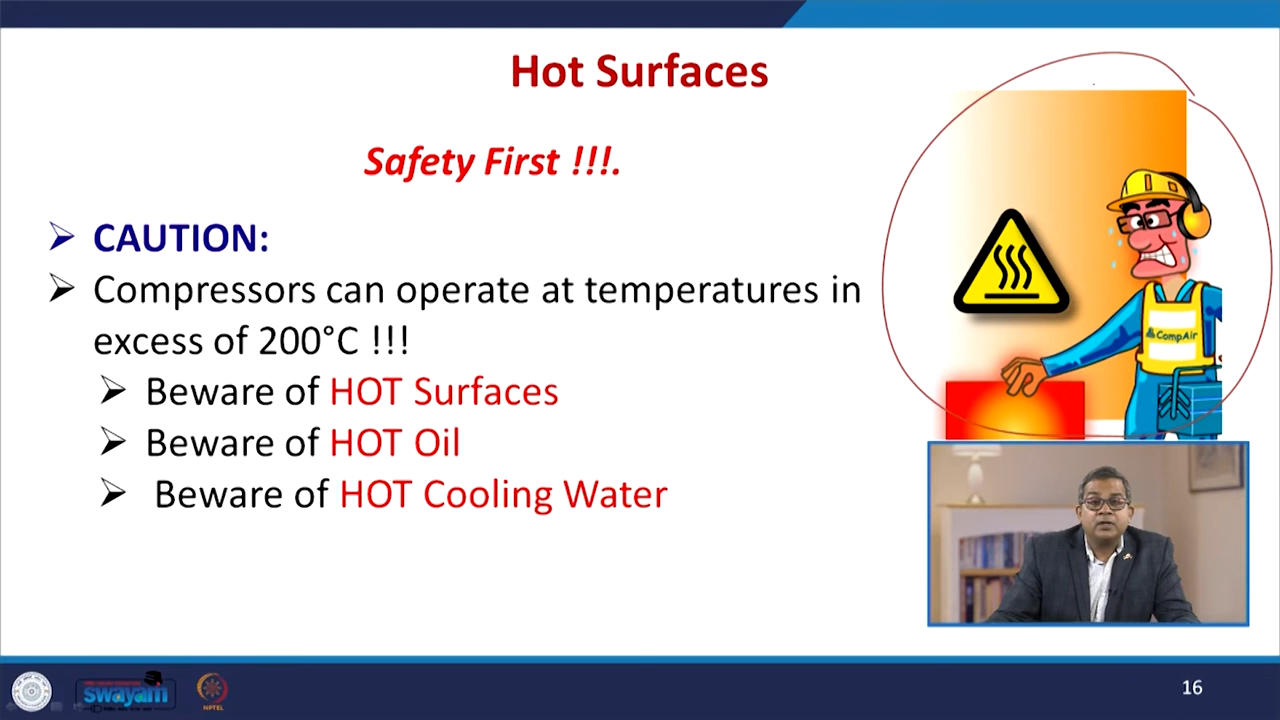 Hot Surfaces
Safety First !!!.
CAUTION:
Compressors can operate at temperatures in
excess of 200°C !!!
Beware of HOT Surfaces
Beware of HOT Oil
Beware of HOT Cooling Water
CompAir
swayam
NPTEL
16